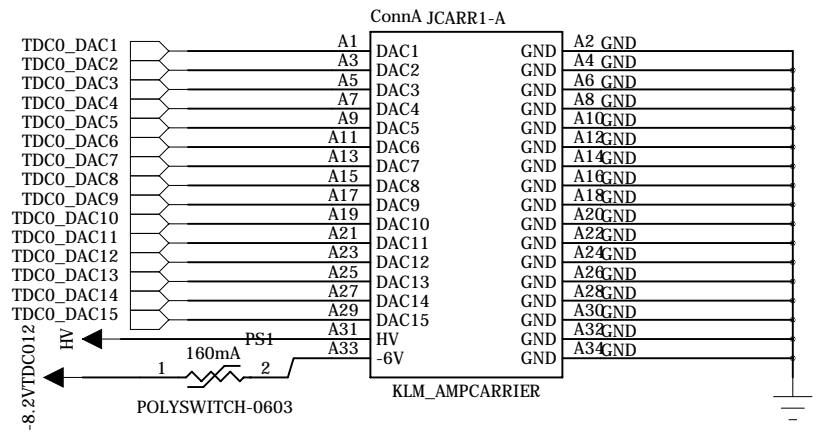 ConnA JCARR1-A
TDC0_DAC1 A1 DAC1 GND A2 GND
TDC0_DAC2 A3 DAC2 GND A4 GND
TDC0_DAC3 A5 DAC3 GND A6 GND
TDC0_DAC4 A7 DAC4 GND A8 GND
TDC0_DAC5 A9 DAC5 GND A10 GND
TDC0_DAC6 A11 DAC6 GND A12 GND
TDC0_DAC7 A13 DAC7 GND A14 GND
TDC0_DAC8 A15 DAC8 GND A16 GND
TDC0_DAC9 A17 DAC9 GND A18 GND
TDC0_DAC10 A19 DAC10 GND A20 GND
TDC0_DAC11 A21 DAC11 GND A22 GND
TDC0_DAC12 A23 DAC12 GND A24 GND
TDC0_DAC13 A25 DAC13 GND A26 GND
TDC0_DAC14 A27 DAC14 GND A28 GND
TDC0_DAC15 A29 DAC15 GND A30 GND
HV A31 HV GND A32 GND
PS1
-8.2VTDC012 1 160mA 2 A33 -6V GND A34 GND
POLYSWITCH-0603
KLM_AMPCARRIER